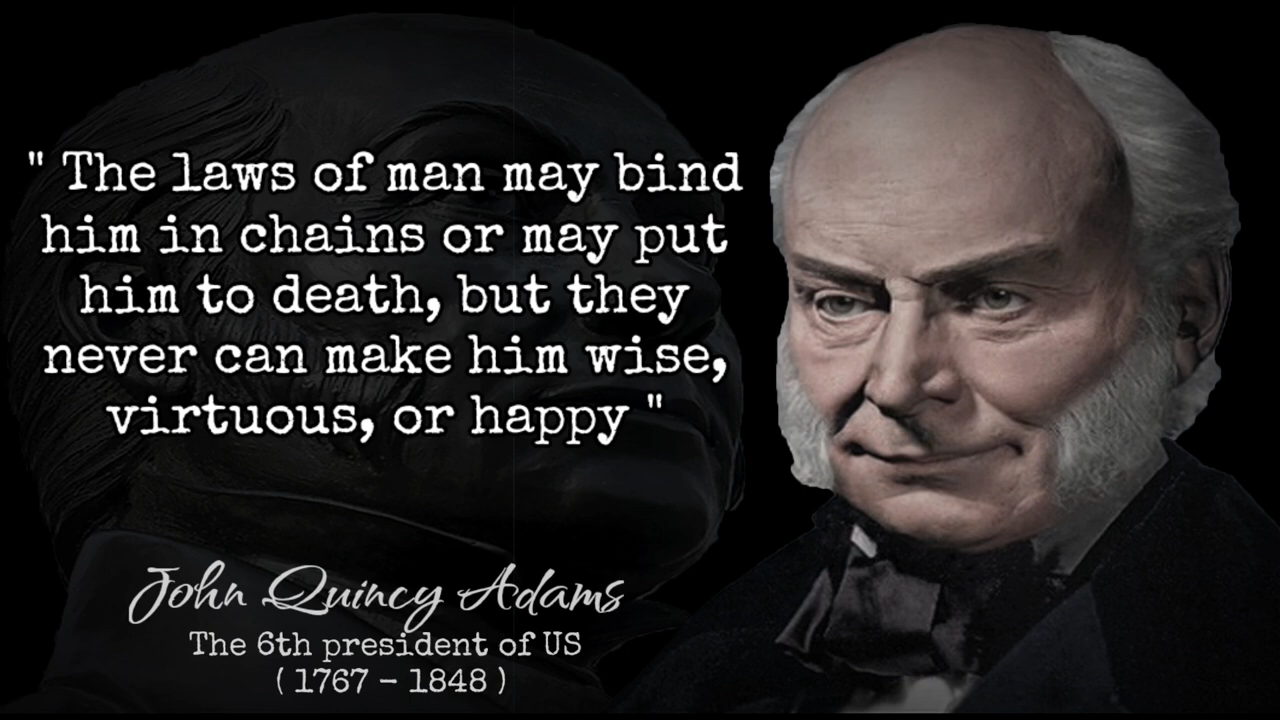 " The laws of man may bind
him in chains or may put
him to death, but they
never can make him wise,
virtuous, or happy "
John Quincy Adams
The 6th president of US
( 1767 - 1848 )